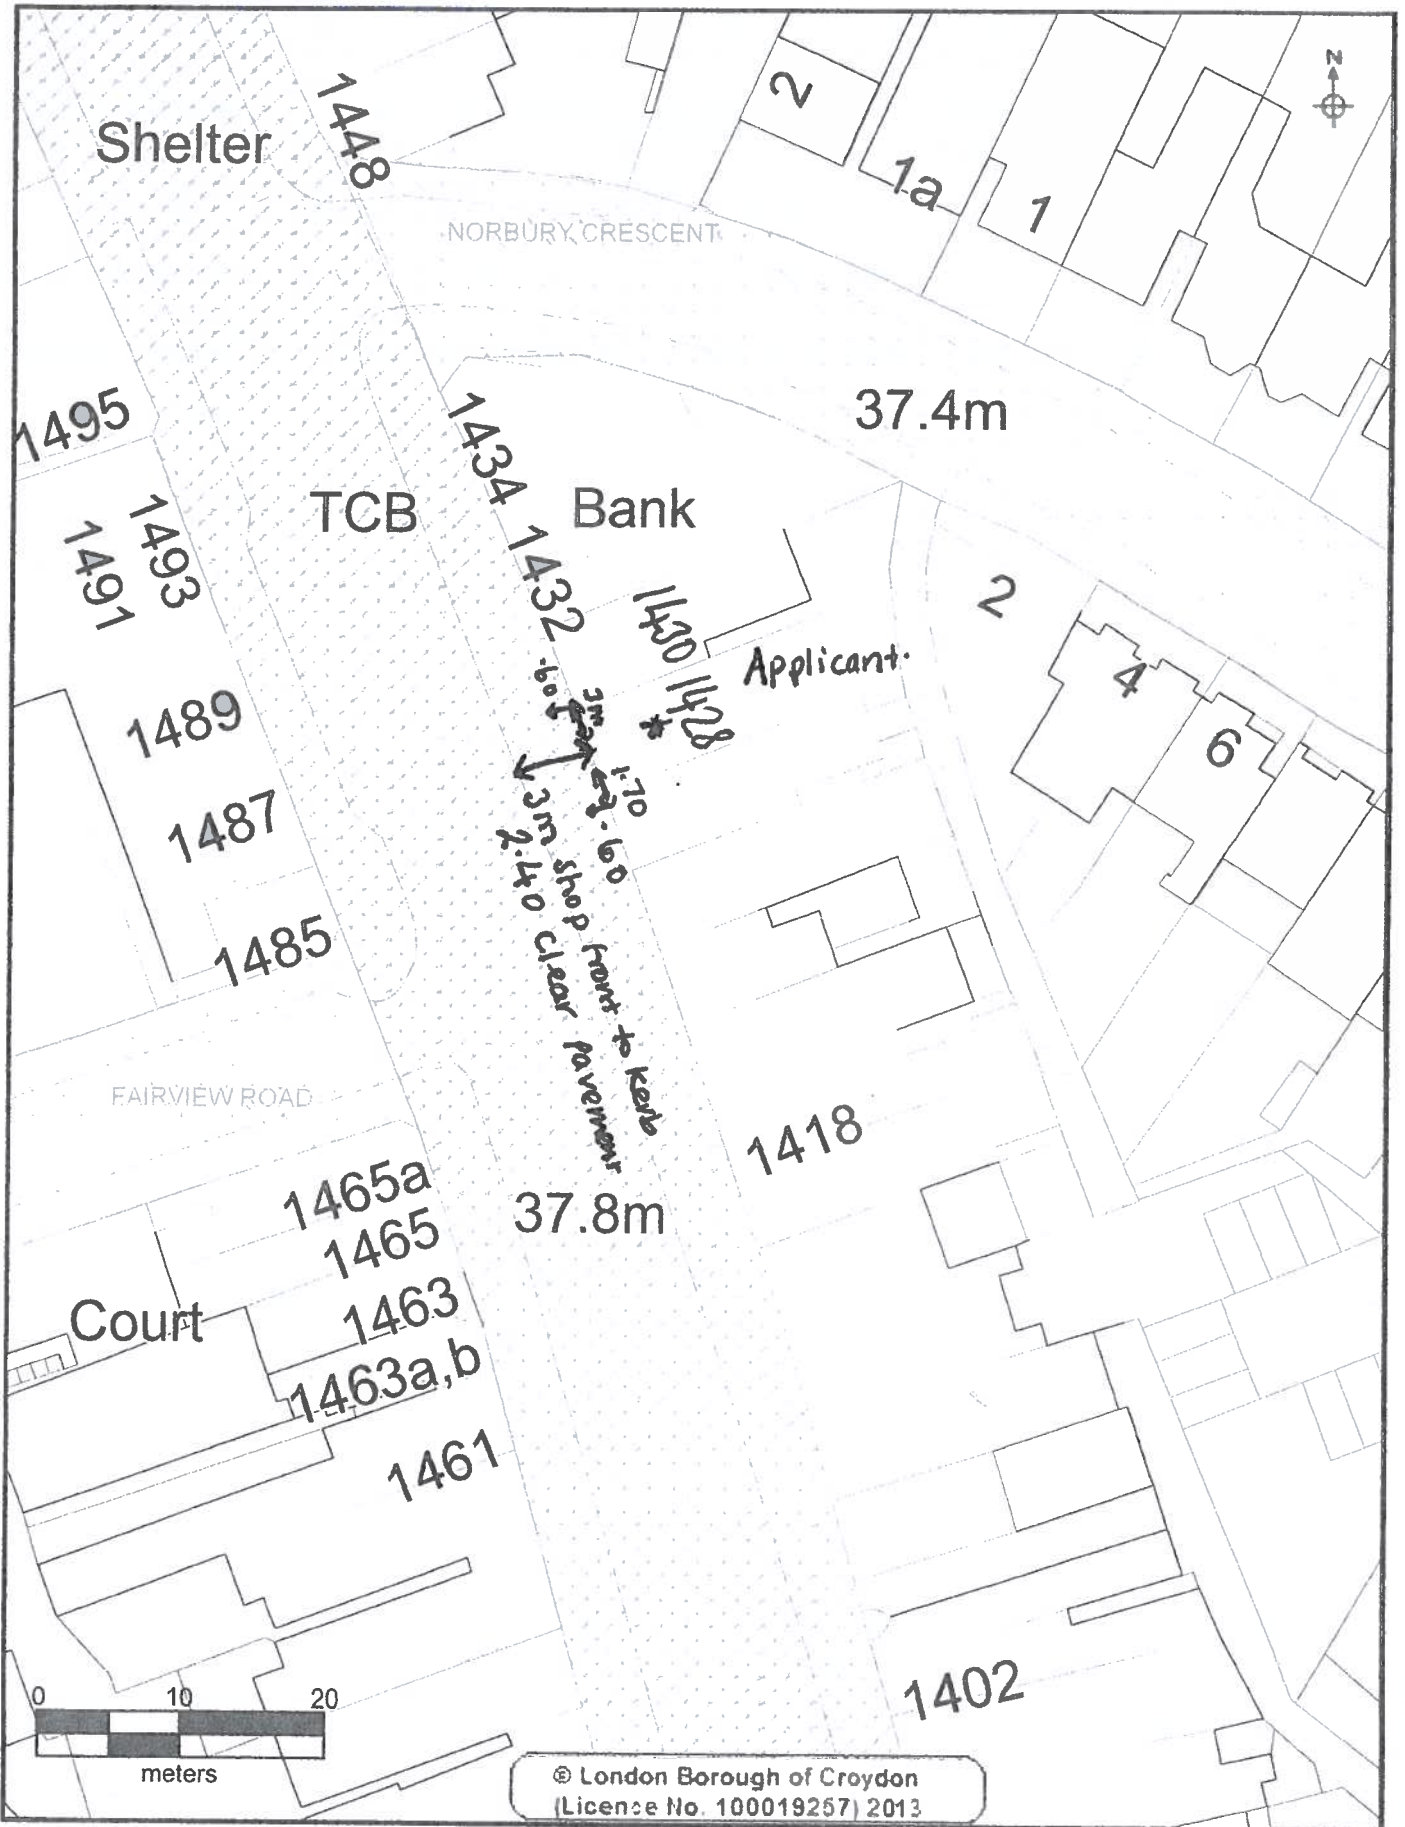 N
Shelter
1448
2
1a
1
NORBURY CRESCENT
37.4m
1495
1434
TCB
Bank
1493
1491
1432
1430
1428
Applicant.
*
2
4
6
.60
3m
1.70
.60
1489
1487
1485
3m shop front to kerb
2.40 clear pavement
FAIRVIEW ROAD
1418
1465a
1465
37.8m
1463
Court
1463a,b
1461
1402
0 10 20
meters
© London Borough of Croydon
(Licence No. 100019257) 2013